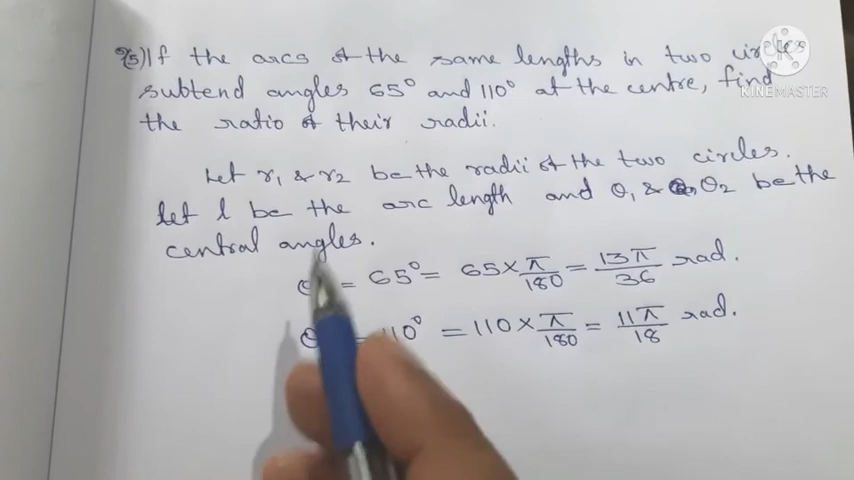 Q5) If the arcs of the same lengths in two circles
subtend angles 65° and 110° at the centre, find
the ratio of their radii.
KINEMASTER
Let r₁ & r₂ be the radii of the two circles.
Let l be the arc length and θ₁ & θ₂ be the
central angles.
= 65° = 65 × π/180 = 13π/36 rad.
110° = 110 × π/180 = 11π/18 rad.